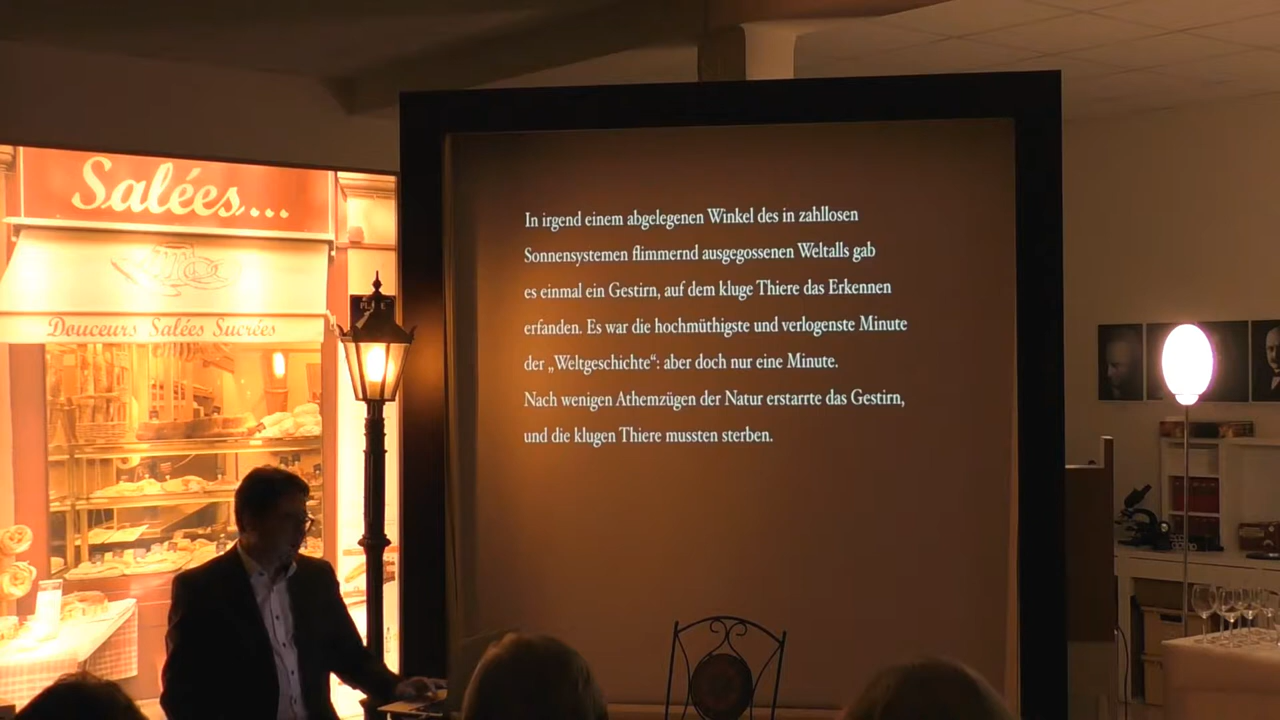 Salées...
Douceurs Salées Sucrées
In irgend einem abgelegenen Winkel des in zahllosen
Sonnensystemen flimmernd ausgegossenen Weltalls gab
es einmal ein Gestirn, auf dem kluge Thiere das Erkennen
erfanden. Es war die hochmüthigste und verlogenste Minute
der „Weltgeschichte“: aber doch nur eine Minute.
Nach wenigen Athemzügen der Natur erstarrte das Gestirn,
und die klugen Thiere mussten sterben.